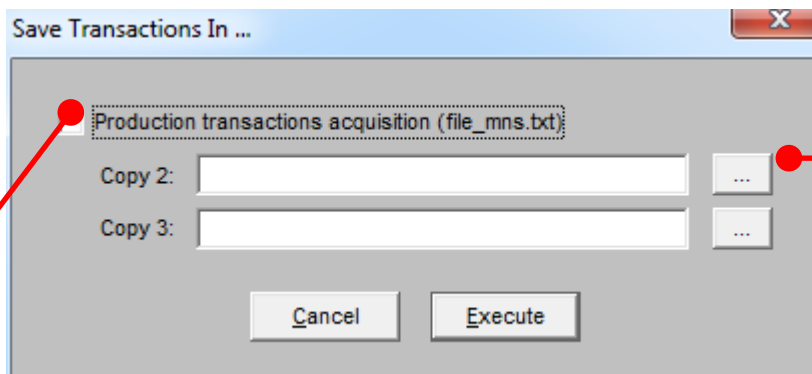 Save Transactions In ...
Production transactions acquisition (file_mns.txt)
Copy 2:
...
Copy 3:
...
Cancel
Execute